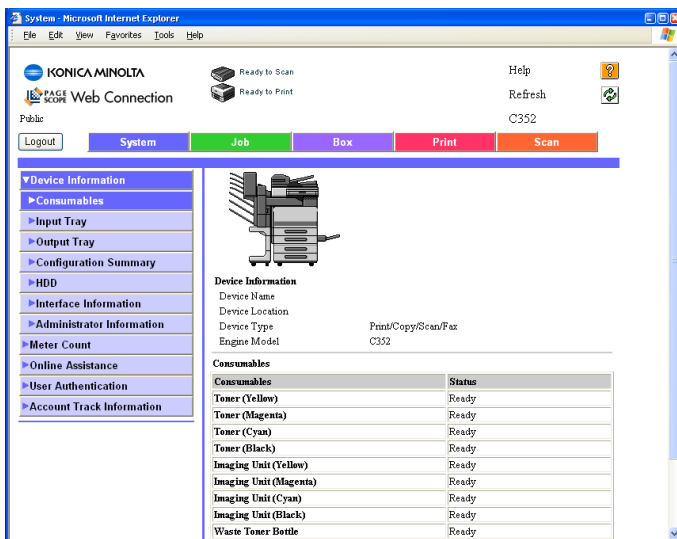 System - Microsoft Internet Explorer
File Edit View Favorites Tools Help
KONICA MINOLTA
Ready to Scan
Help
?
PAGE SCOPE Web Connection
Ready to Print
Refresh
Public
C352
Logout
System Job Box Print Scan
Device Information
Consumables
Input Tray
Output Tray
Configuration Summary
HDD
Interface Information
Administrator Information
Meter Count
Online Assistance
User Authentication
Account Track Information
Device Information
Device Name
Device Location
Device Type Print/Copy/Scan/Fax
Engine Model C352
Consumables
Consumables Status
Toner (Yellow) Ready
Toner (Magenta) Ready
Toner (Cyan) Ready
Toner (Black) Ready
Imaging Unit (Yellow) Ready
Imaging Unit (Magenta) Ready
Imaging Unit (Cyan) Ready
Imaging Unit (Black) Ready
Waste Toner Bottle Ready